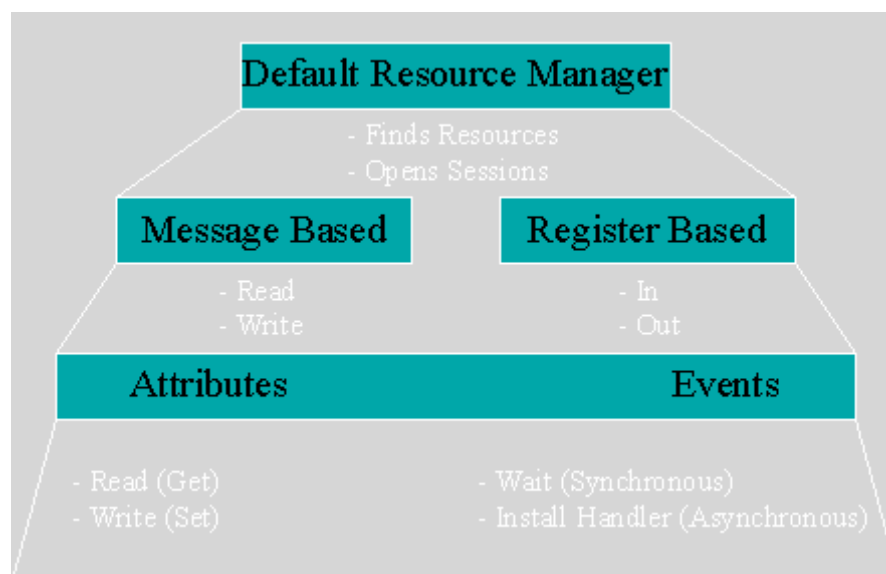 Default Resource Manager
- Finds Resources
- Opens Sessions
Message Based
Register Based
- Read
- Write
- In
- Out
Attributes
Events
- Read (Get)
- Write (Set)
- Wait (Synchronous)
- Install Handler (Asynchronous)